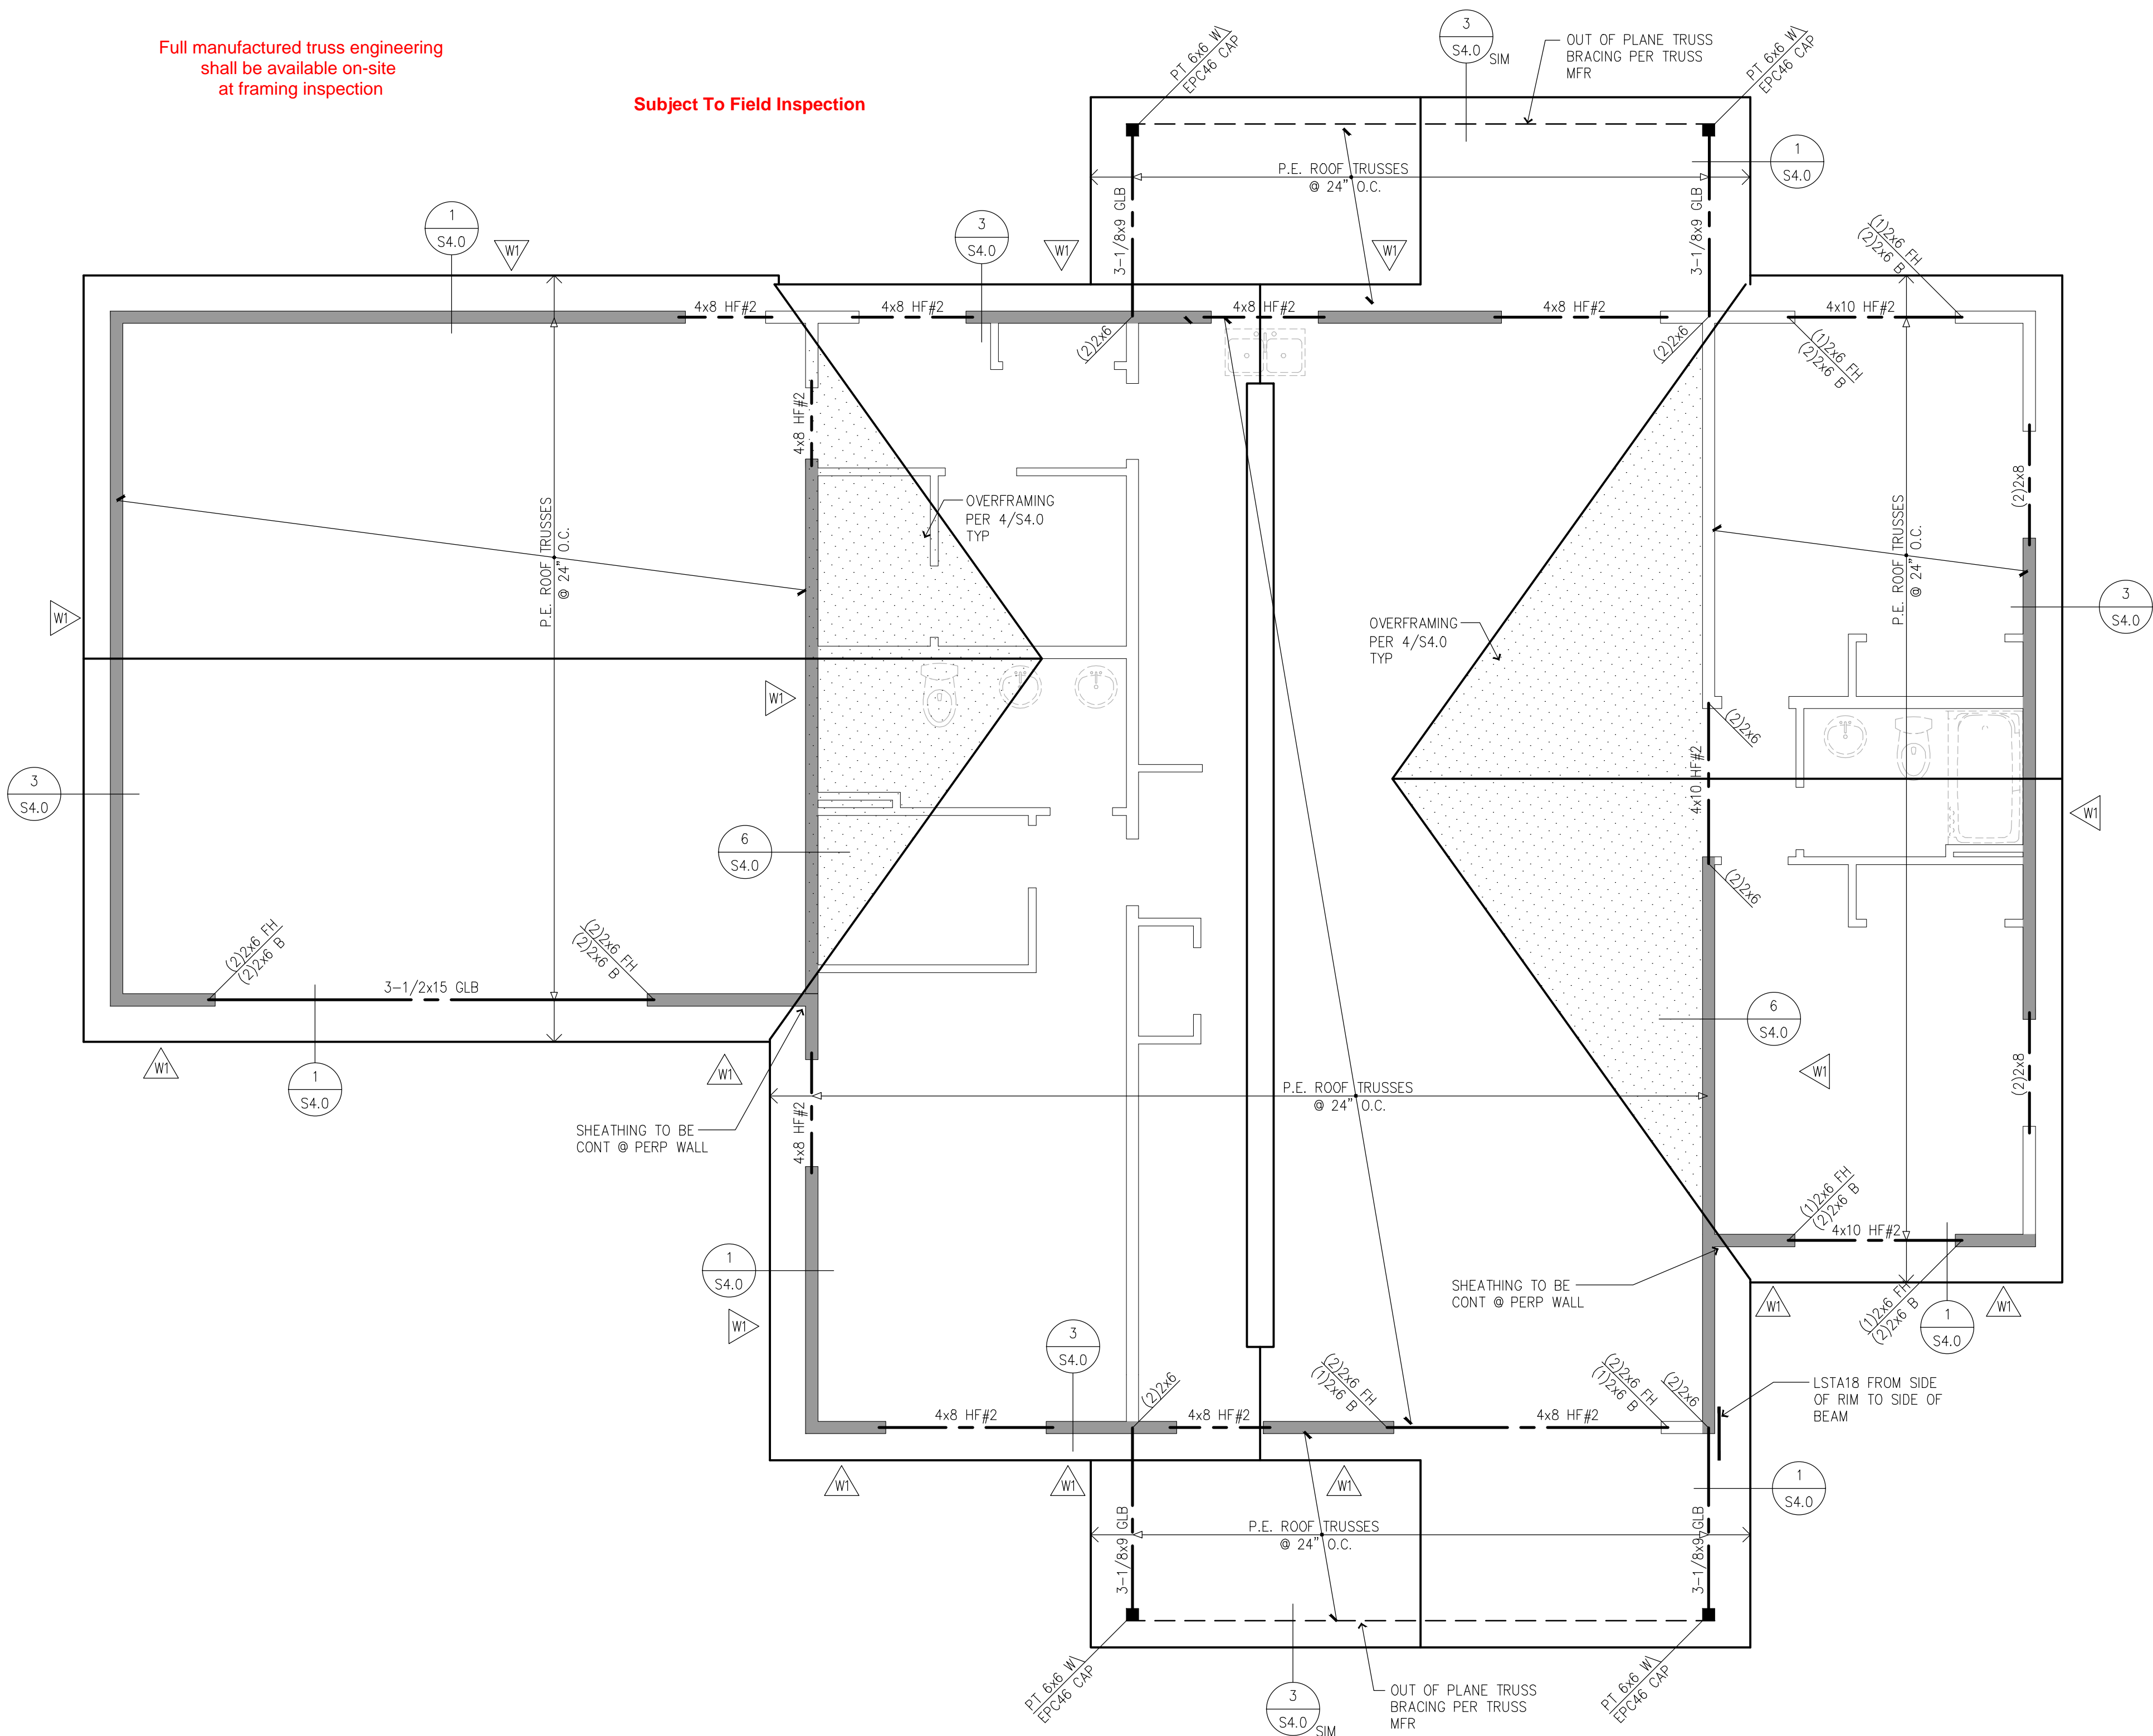 Full manufactured truss engineering
shall be available on-site
at framing inspection
Subject To Field Inspection
PT 6x6 W\
EPC46 CAP
3
S4.0
SIM
OUT OF PLANE TRUSS
BRACING PER TRUSS
MFR
PT 6x6 W\
EPC46 CAP
1
S4.0
P.E. ROOF TRUSSES
@ 24" O.C.
3-1/8x9 GLB
3-1/8x9 GLB
1
S4.0
W1
3
S4.0
W1
W1
(1)2x6 FH
(2)2x6 B
4x8 HF#2
4x8 HF#2
4x8 HF#2
4x8 HF#2
4x10 HF#2
(2)2x6
(2)2x6
(1)2x6 FH
(2)2x6 B
4x8 HF#2
(2)2x8
P.E. ROOF TRUSSES
@ 24" O.C.
OVERFRAMING
PER 4/S4.0
TYP
P.E. ROOF TRUSSES
@ 24" O.C.
W1
3
S4.0
OVERFRAMING
PER 4/S4.0
TYP
W1
(2)2x6
4x10 HF#2
3
S4.0
W1
6
S4.0
(2)2x6
(2)2x6 FH
(2)2x6 B
(2)2x6 FH
(2)2x6 B
3-1/2x15 GLB
6
S4.0
W1
1
S4.0
W1
W1
(2)2x8
P.E. ROOF TRUSSES
@ 24" O.C.
SHEATHING TO BE
CONT @ PERP WALL
4x8 HF#2
(1)2x6 FH
(2)2x6 B
4x10 HF#2
1
S4.0
SHEATHING TO BE
CONT @ PERP WALL
W1
W1
(1)2x6 FH
(2)2x6 B
1
S4.0
W1
3
S4.0
(2)2x6
(2)2x6 FH
(1)2x6 B
(2)2x6 FH
(1)2x6 B
(2)2x6
LSTA18 FROM SIDE
OF RIM TO SIDE OF
BEAM
4x8 HF#2
4x8 HF#2
4x8 HF#2
W1
W1
W1
1
S4.0
P.E. ROOF TRUSSES
@ 24" O.C.
3-1/8x9 GLB
3-1/8x9 GLB
PT 6x6 W\
EPC46 CAP
3
S4.0
SIM
OUT OF PLANE TRUSS
BRACING PER TRUSS
MFR
PT 6x6 W\
EPC46 CAP